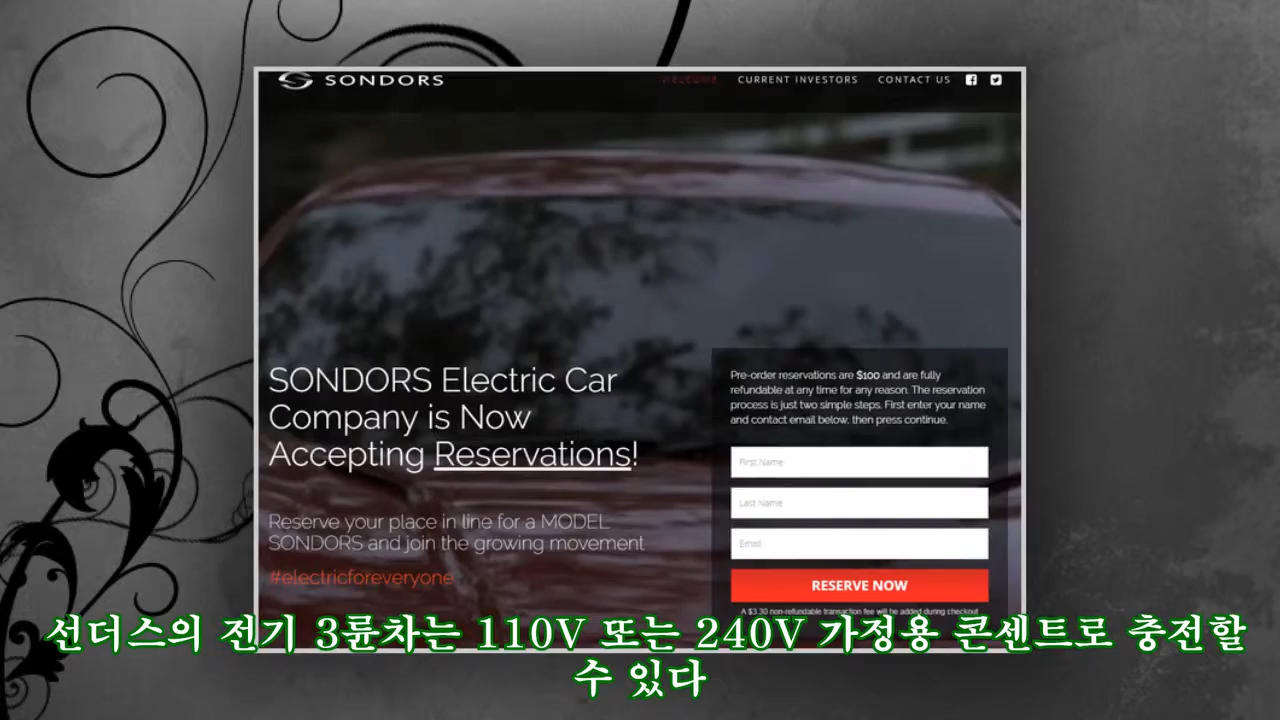 SONDORS
WELCOME CURRENT INVESTORS CONTACT US
SONDORS Electric Car
Company is Now
Accepting Reservations!
Reserve your place in line for a MODEL
SONDORS and join the growing movement
#electricforeveryone
Pre-order reservations are $100 and are fully
refundable at any time for any reason. The reservation
process is just two simple steps. First enter your name
and contact email below, then press continue.
First Name
Last Name
Email
RESERVE NOW
A $3.30 non-refundable transaction fee will be added during checkout
선더스의 전기 3륜차는 110V 또는 240V 가정용 콘센트로 충전할
수 있다